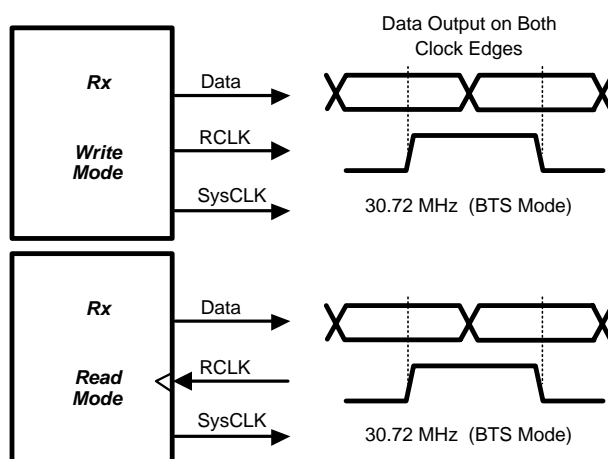 Data Output on Both
Clock Edges
Rx
Data
Write
Mode
RCLK
SysCLK
30.72 MHz (BTS Mode)
Rx
Data
Read
Mode
RCLK
SysCLK
30.72 MHz (BTS Mode)